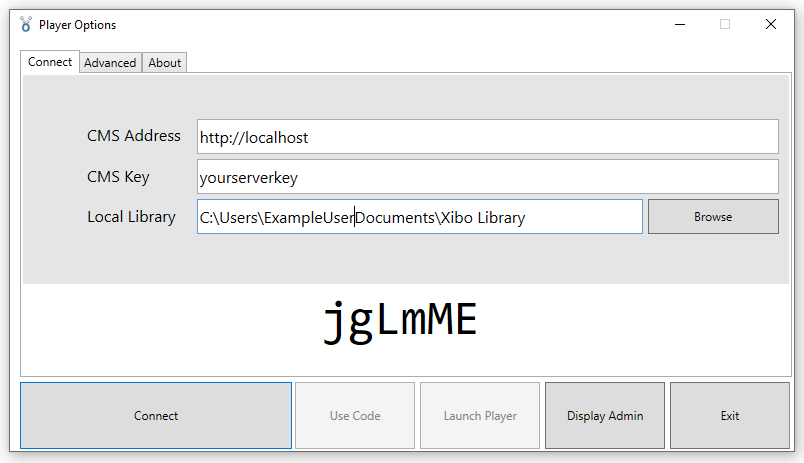 Player Options
Connect Advanced About
CMS Address http://localhost
CMS Key yourserverkey
Local Library C:\Users\ExampleUserDocuments\Xibo Library Browse
jgLmME
Connect Use Code Launch Player Display Admin Exit